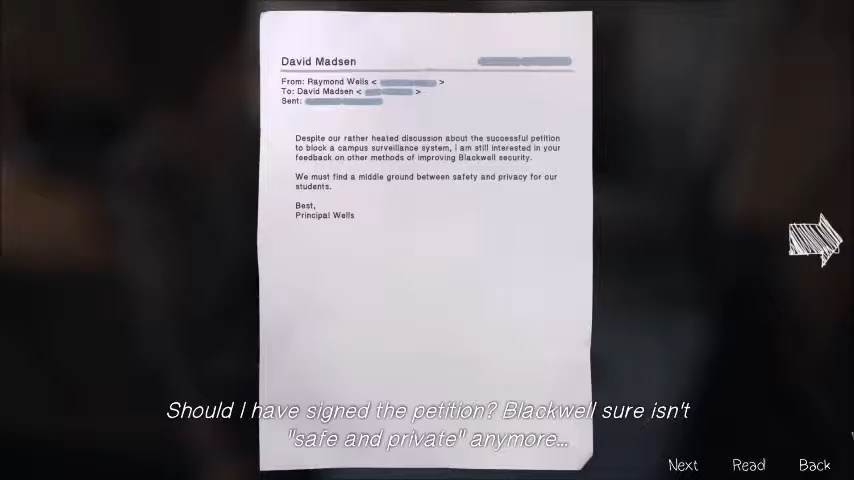 David Madsen
From: Raymond Wells < >
To: David Madsen < >
Sent:
Despite our rather heated discussion about the successful petition
to block a campus surveillance system, i am still interested in your
feedback on other methods of improving Blackwell security.
We must find a middle ground between safety and privacy for our
students.
Best,
Principal Wells
Should I have signed the petition? Blackwell sure isn't
"safe and private" anymore...
Next Read Back